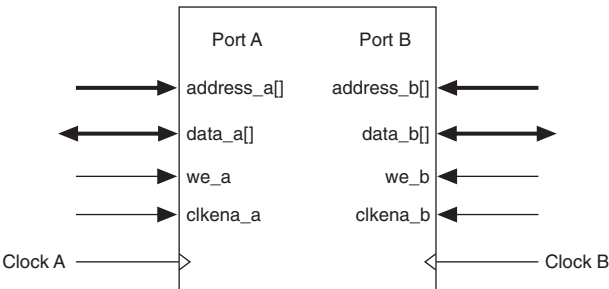 Port A Port B
address_a[] address_b[]
data_a[] data_b[]
we_a we_b
clkena_a clkena_b
Clock A Clock B